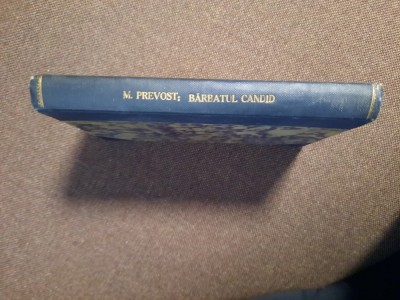 M. PREVOST: BĂRBATUL CANDID